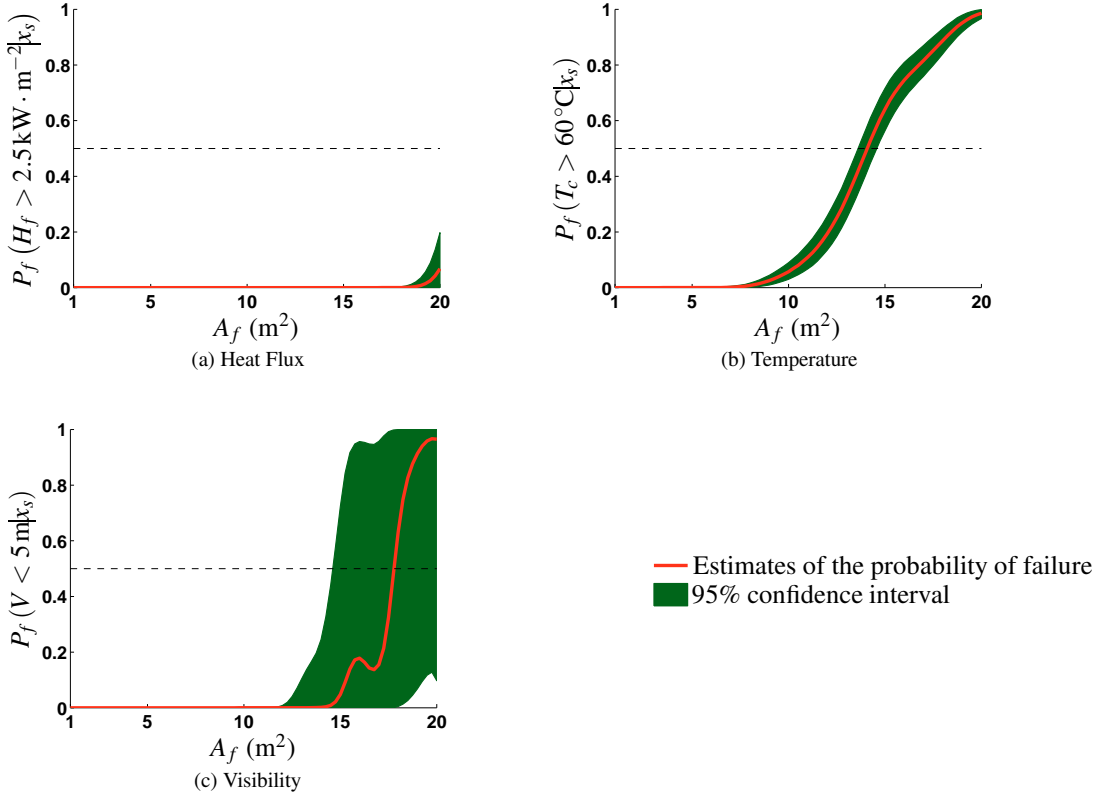 P_f (H_f > 2.5 kW · m⁻²|x_s)
1
0.8
0.6
0.4
0.2
0
1 5 10 15 20
A_f (m²)
(a) Heat Flux
P_f (T_c > 60 °C|x_s)
1
0.8
0.6
0.4
0.2
0
1 5 10 15 20
A_f (m²)
(b) Temperature
P_f (V < 5 m|x_s)
1
0.8
0.6
0.4
0.2
0
1 5 10 15 20
A_f (m²)
(c) Visibility
Estimates of the probability of failure
95% confidence interval